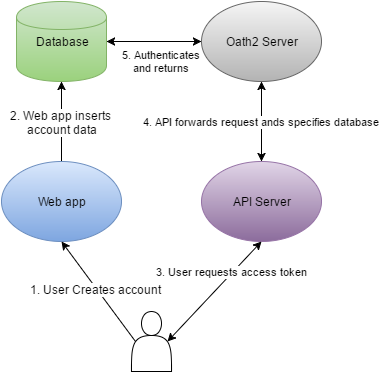 Database
Oath2 Server
5. Authenticates
and returns
2. Web app inserts
account data
4. API forwards request ands specifies database
Web app
API Server
3. User requests access token
1. User Creates account